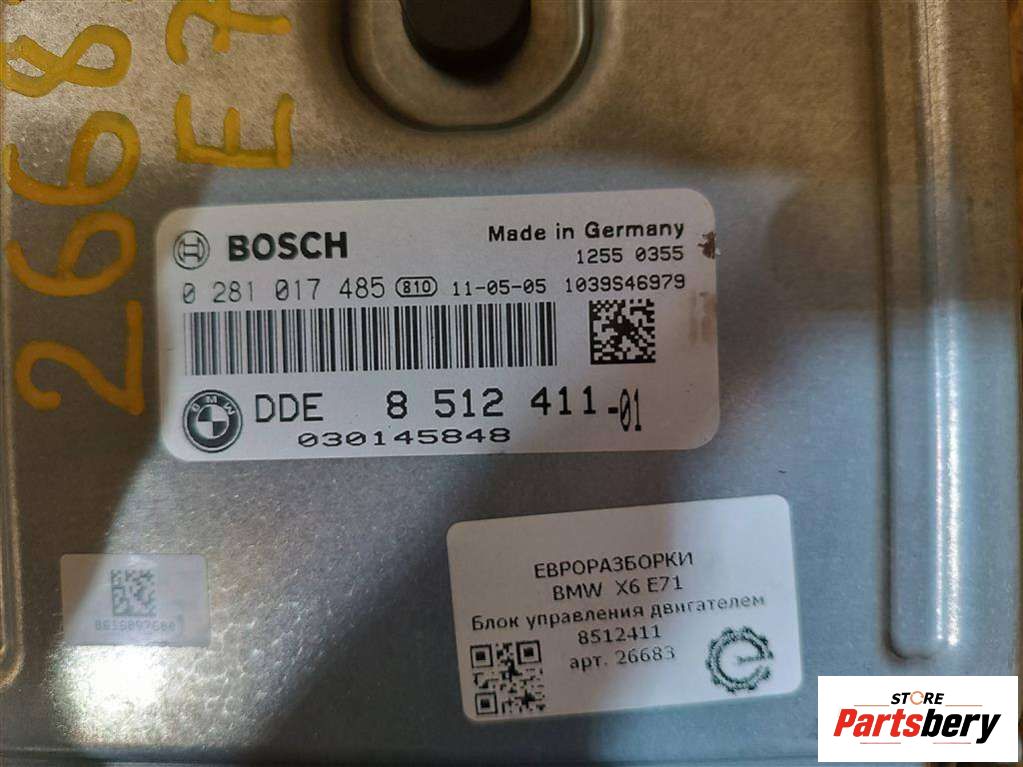 2668
E7
BOSCH
Made in Germany
1255 0355
0 281 017 485 810 11-05-05 1039S46979
BMW
DDE 8 512 411-01
030145848
ЕВРОРАЗБОРКИ
BMW X6 E71
Блок управления двигателем
8512411
арт. 26683
STORE
Partsbery